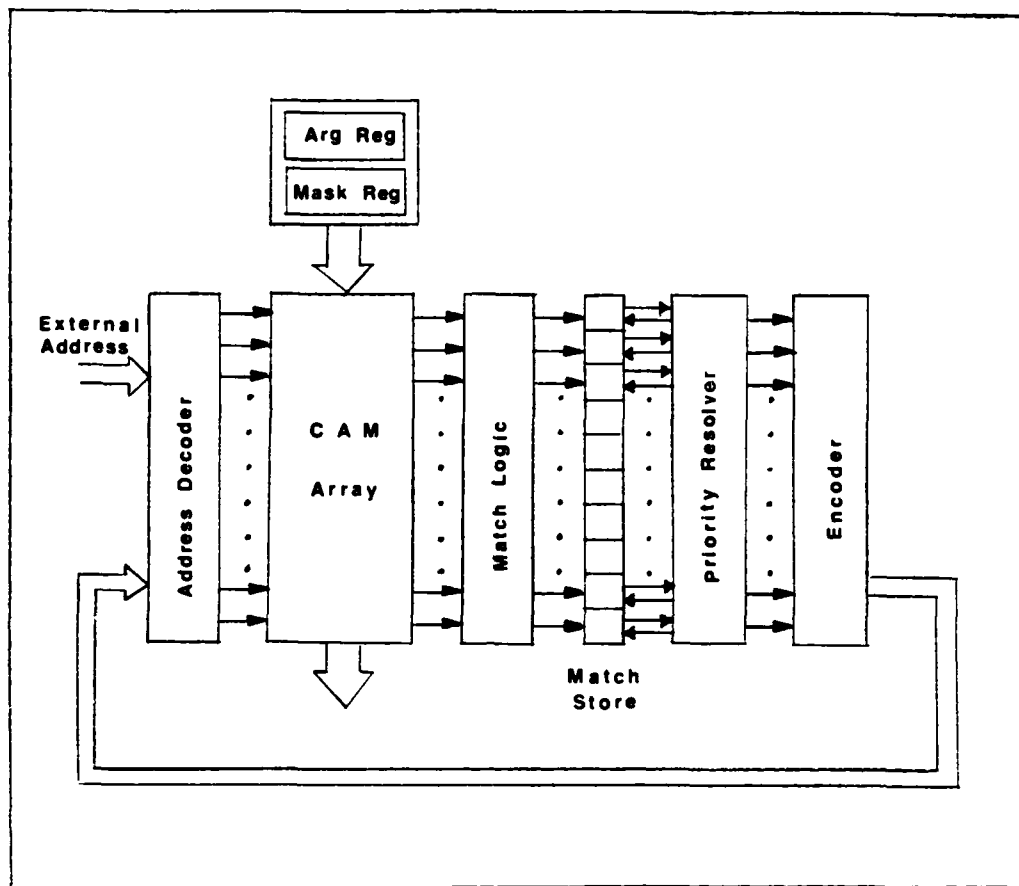 Arg Reg
Mask Reg
External
Address
Address Decoder
C A M
Array
Match Logic
Match
Store
Priority Resolver
Encoder